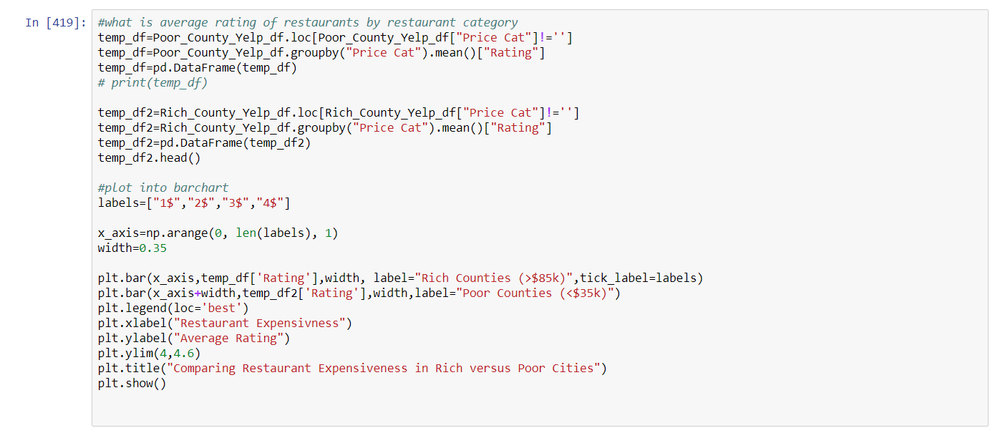 In [419]: #what is average rating of restaurants by restaurant category
temp_df=Poor_County_Yelp_df.loc[Poor_County_Yelp_df["Price Cat"]!='']
temp_df=Poor_County_Yelp_df.groupby("Price Cat").mean()["Rating"]
temp_df=pd.DataFrame(temp_df)
# print(temp_df)
temp_df2=Rich_County_Yelp_df.loc[Rich_County_Yelp_df["Price Cat"]!='']
temp_df2=Rich_County_Yelp_df.groupby("Price Cat").mean()["Rating"]
temp_df2=pd.DataFrame(temp_df2)
temp_df2.head()
#plot into barchart
labels=["1$","2$","3$","4$"]
x_axis=np.arange(0, len(labels), 1)
width=0.35
plt.bar(x_axis,temp_df['Rating'],width, label="Rich Counties (>$85k)",tick_label=labels)
plt.bar(x_axis+width,temp_df2['Rating'],width,label="Poor Counties (<$35k)")
plt.legend(loc='best')
plt.xlabel("Restaurant Expensivness")
plt.ylabel("Average Rating")
plt.ylim(4,4.6)
plt.title("Comparing Restaurant Expensiveness in Rich versus Poor Cities")
plt.show()